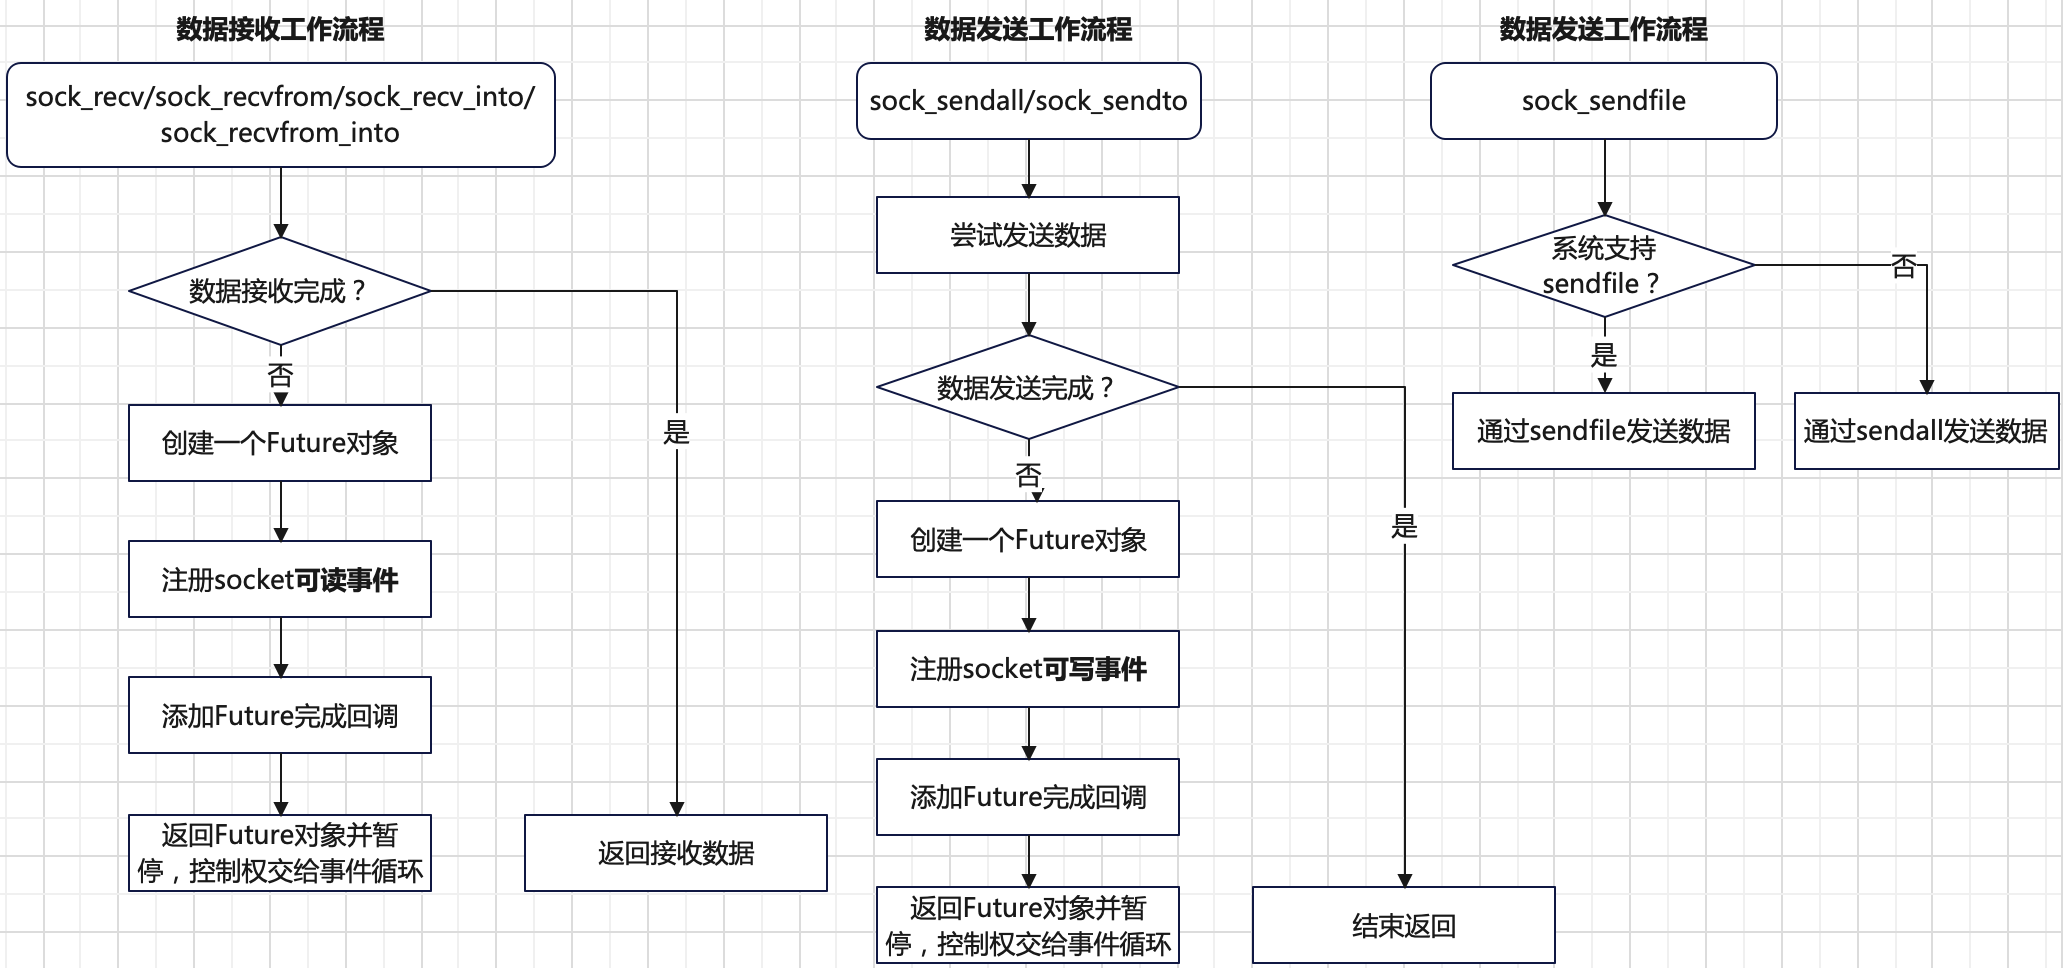 数据接收工作流程
sock_recv/sock_recvfrom/sock_recv_into/
sock_recvfrom_into
数据接收完成？
否
是
创建一个Future对象
注册socket可读事件
添加Future完成回调
返回Future对象并暂
停，控制权交给事件循环
返回接收数据
数据发送工作流程
sock_sendall/sock_sendto
尝试发送数据
数据发送完成？
否
是
创建一个Future对象
注册socket可写事件
添加Future完成回调
返回Future对象并暂
停，控制权交给事件循环
结束返回
数据发送工作流程
sock_sendfile
系统支持
sendfile？
否
是
通过sendfile发送数据
通过sendall发送数据